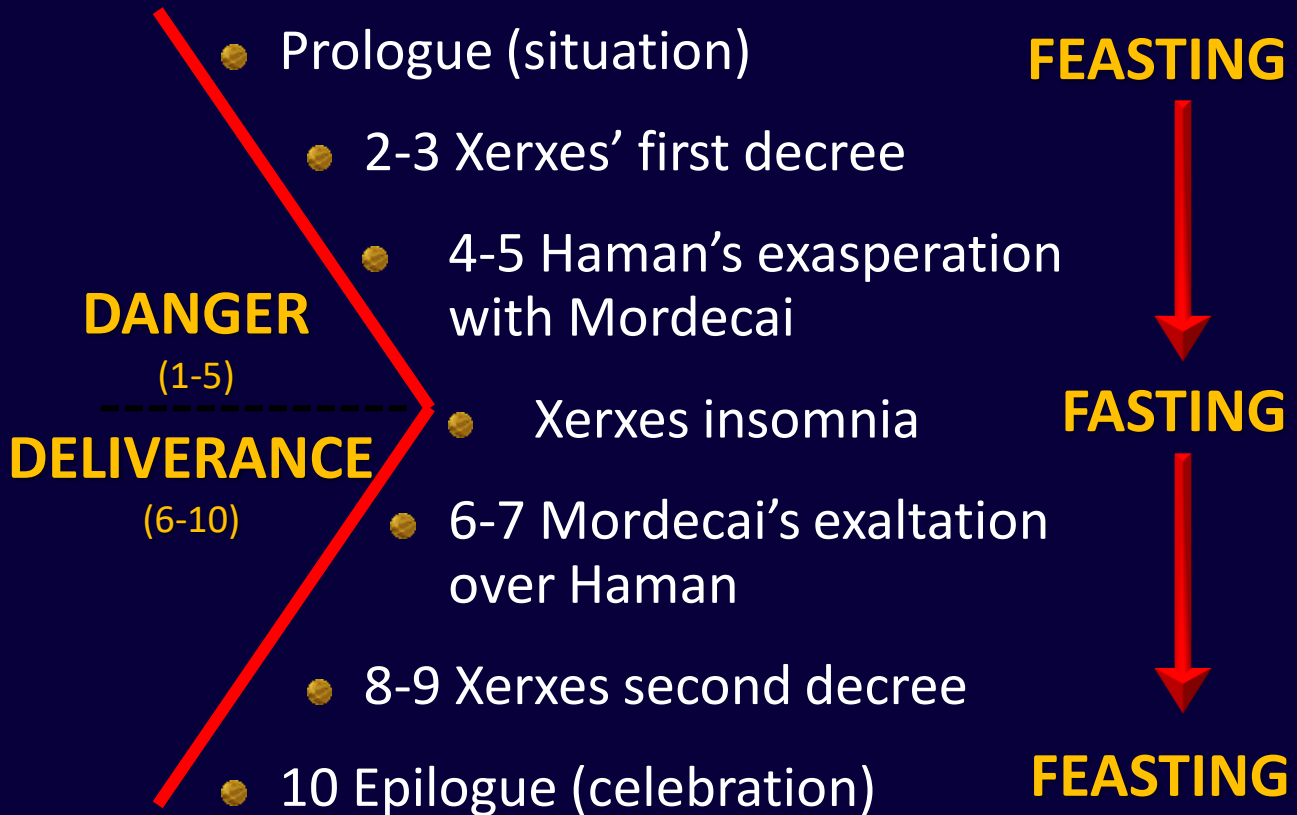 Prologue (situation)
FEASTING
2-3 Xerxes’ first decree
4-5 Haman’s exasperation
with Mordecai
DANGER
(1-5)
Xerxes insomnia
FASTING
DELIVERANCE
(6-10)
6-7 Mordecai’s exaltation
over Haman
8-9 Xerxes second decree
10 Epilogue (celebration)
FEASTING